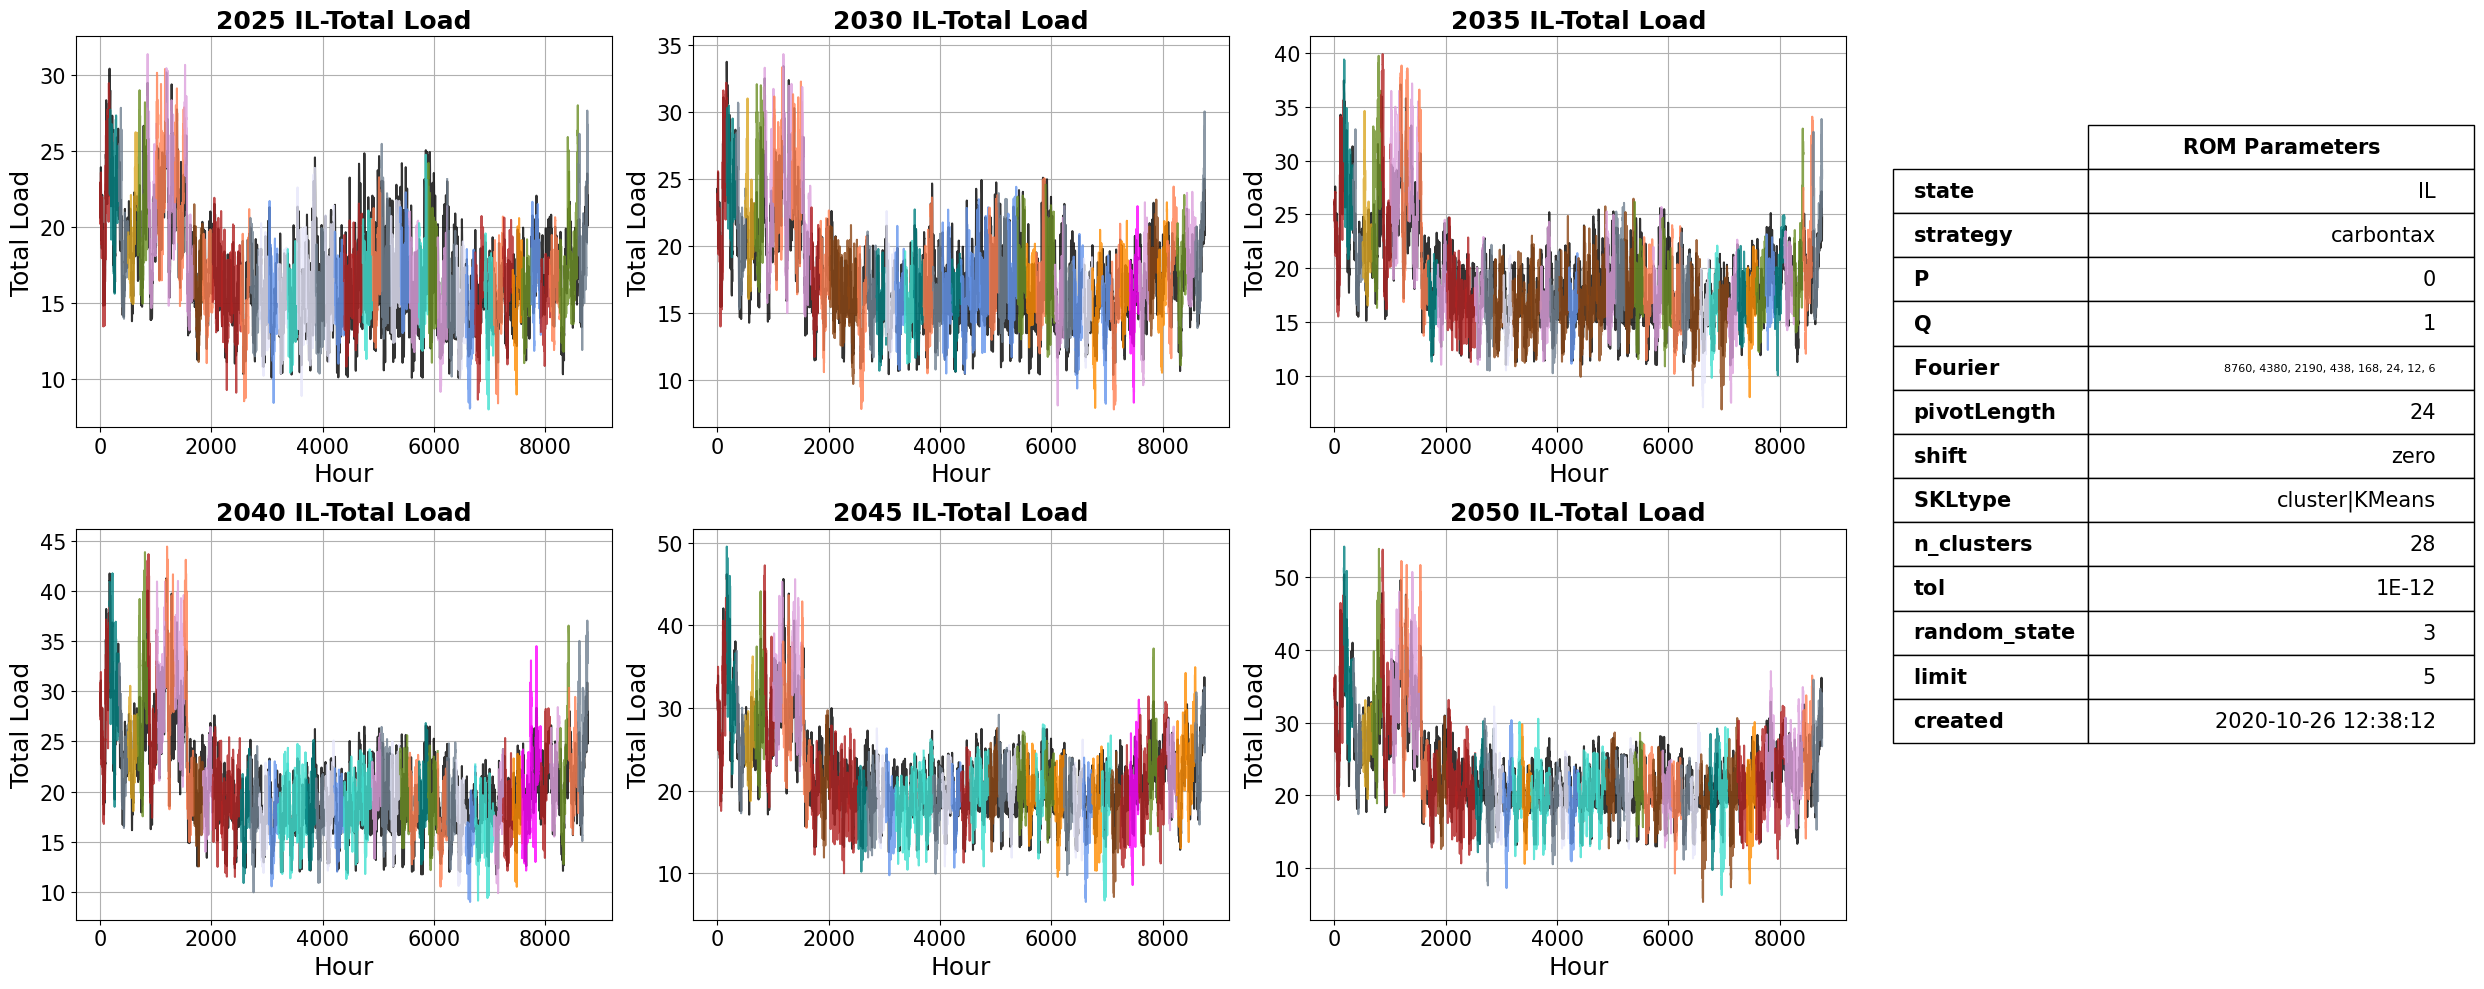 2025 IL-Total Load
Total Load
30
25
20
15
10
0 2000 4000 6000 8000
Hour
2030 IL-Total Load
Total Load
35
30
25
20
15
10
0 2000 4000 6000 8000
Hour
2035 IL-Total Load
Total Load
40
35
30
25
20
15
10
0 2000 4000 6000 8000
Hour
2040 IL-Total Load
Total Load
45
40
35
30
25
20
15
10
0 2000 4000 6000 8000
Hour
2045 IL-Total Load
Total Load
50
40
30
20
10
0 2000 4000 6000 8000
Hour
2050 IL-Total Load
Total Load
50
40
30
20
10
0 2000 4000 6000 8000
Hour
ROM Parameters
state IL
strategy carbontax
P 0
Q 1
Fourier 8760, 4380, 2190, 438, 168, 24, 12, 6
pivotLength 24
shift zero
SKLtype cluster|KMeans
n_clusters 28
tol 1E-12
random_state 3
limit 5
created 2020-10-26 12:38:12